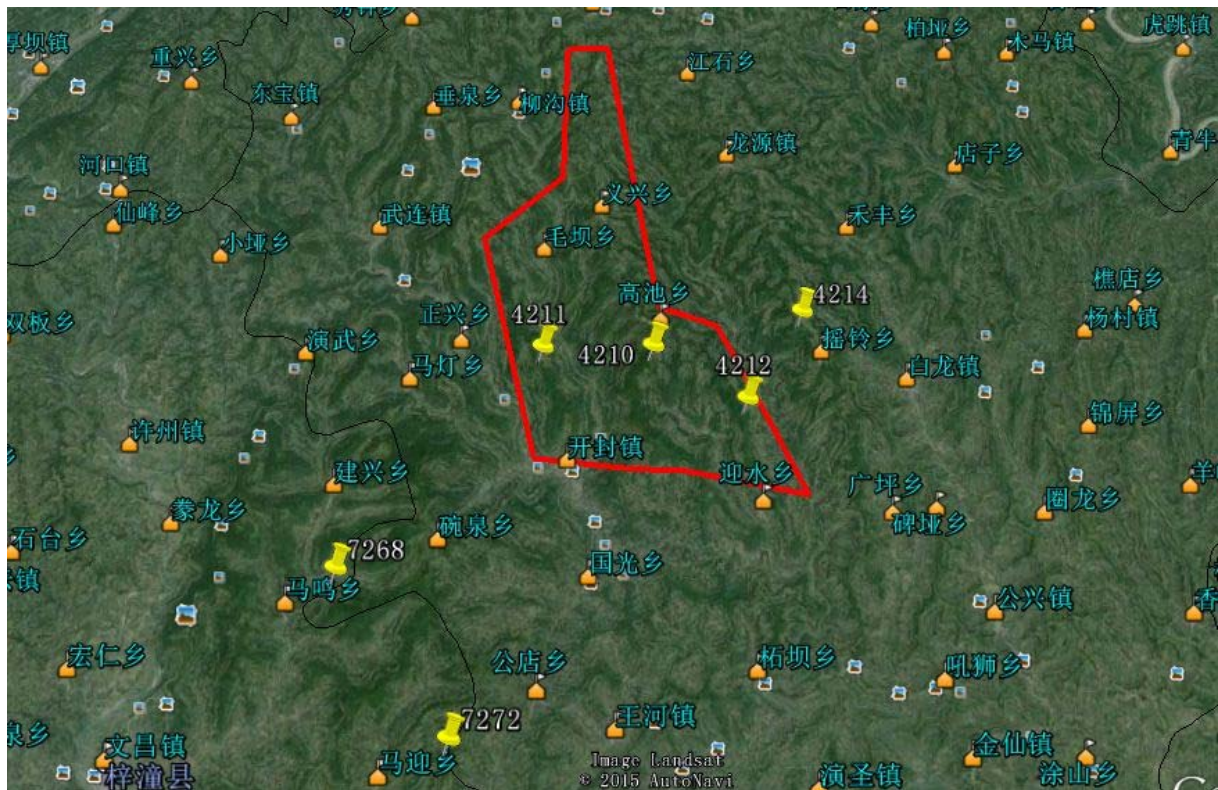 虎跳镇
柏垭乡
木马镇
厚坝镇
重兴乡
江石乡
东宝镇
垂泉乡
柳沟镇
龙源镇
店子乡
青牛
河口镇
义兴乡
仙峰乡
武连镇
禾丰乡
小垭乡
毛坝乡
樵店乡
高池乡
4214
双板乡
正兴乡
4211
杨村镇
演武乡
4210
摇铃乡
马灯乡
4212
白龙镇
锦屏乡
许州镇
开封镇
建兴乡
迎水乡
广坪乡
圈龙乡
豢龙乡
碗泉乡
碑垭乡
石台乡
7268
国光乡
马鸣乡
公兴镇
香
宏仁乡
公店乡
柘坝乡
吼狮乡
7272
王河镇
泉乡
文昌镇
金仙镇
马迎乡
梓潼县
演圣镇
涂山乡
Image Landsat
© 2015 AutoNavi